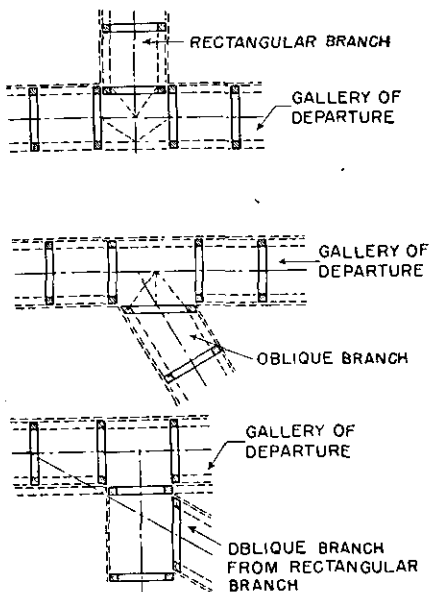 RECTANGULAR BRANCH
GALLERY OF
DEPARTURE
GALLERY OF
DEPARTURE
OBLIQUE BRANCH
GALLERY OF
DEPARTURE
OBLIQUE BRANCH
FROM RECTANGULAR
BRANCH